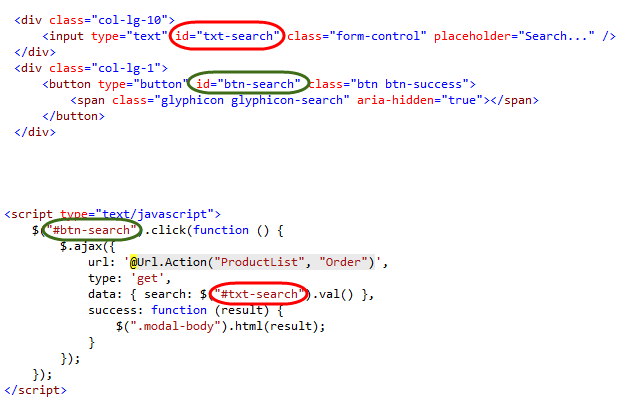 <div class="col-lg-10">
    <input type="text" id="txt-search" class="form-control" placeholder="Search..." />
</div>
<div class="col-lg-1">
    <button type="button" id="btn-search" class="btn btn-success">
        <span class="glyphicon glyphicon-search" aria-hidden="true"></span>
    </button>
</div>
<script type="text/javascript">
    $("#btn-search").click(function () {
        $.ajax({
            url: '@Url.Action("ProductList", "Order")',
            type: 'get',
            data: { search: $("#txt-search").val() },
            success: function (result) {
                $(".modal-body").html(result);
            }
        });
    });
</script>